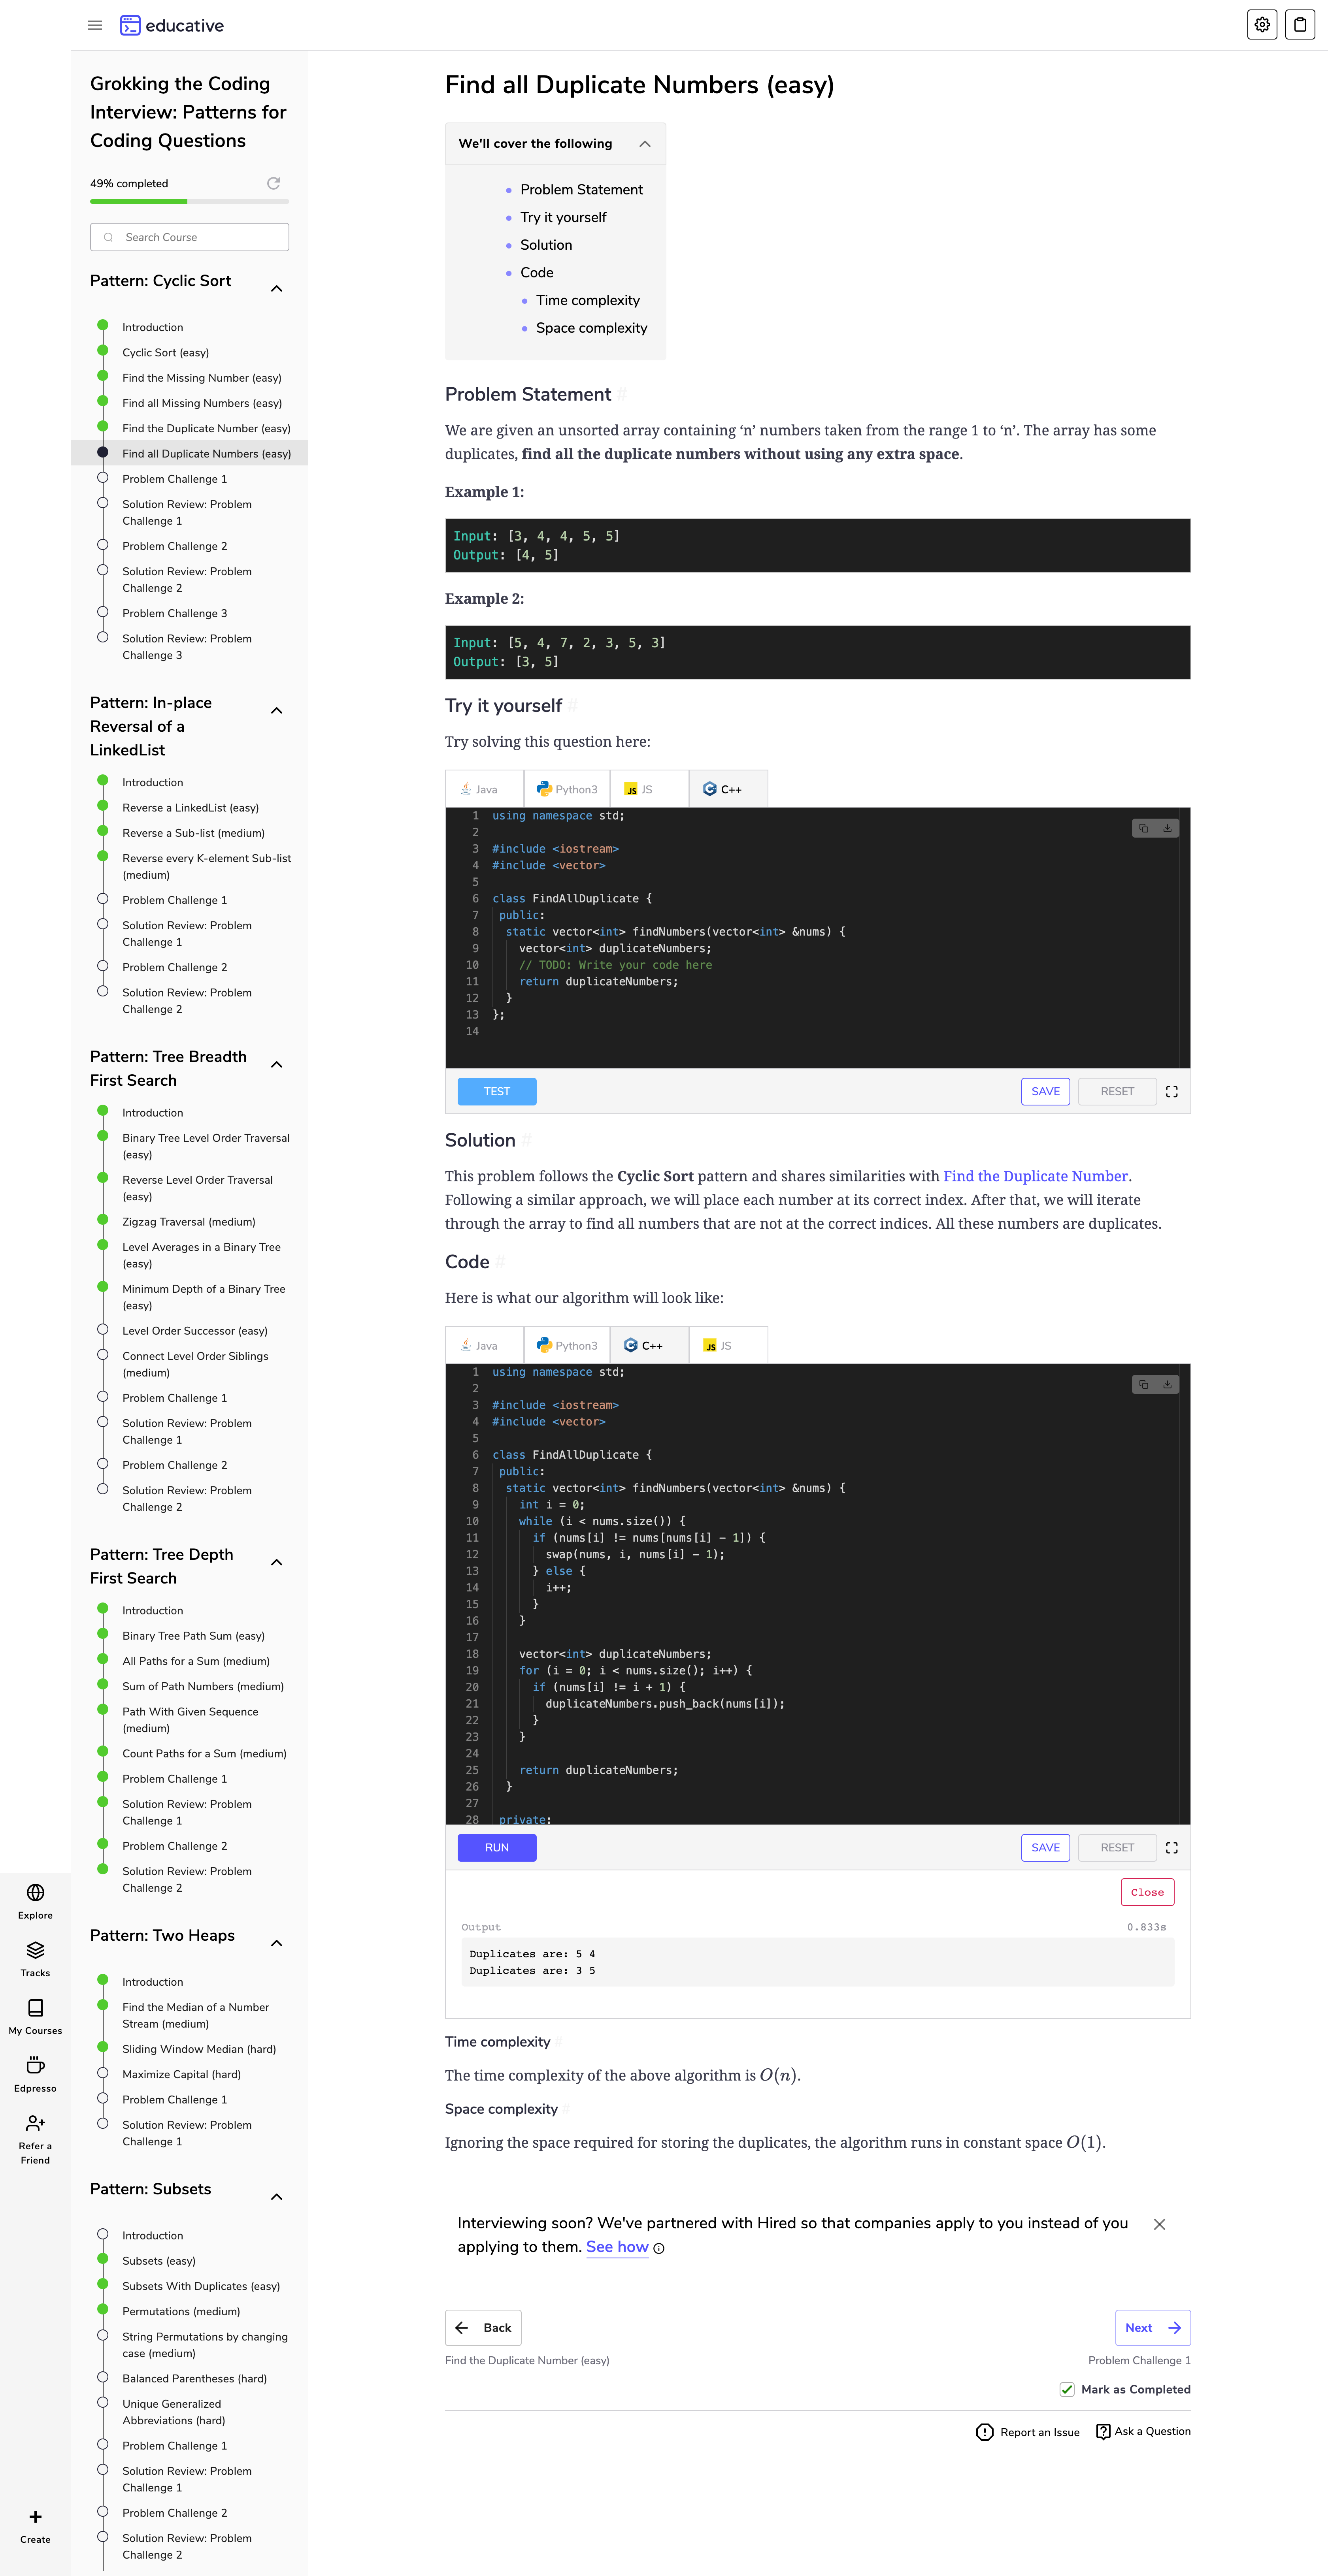 educative
Grokking the Coding
Interview: Patterns for
Coding Questions
49% completed
Search Course
Pattern: Cyclic Sort
Introduction
Cyclic Sort (easy)
Find the Missing Number (easy)
Find all Missing Numbers (easy)
Find the Duplicate Number (easy)
Find all Duplicate Numbers (easy)
Problem Challenge 1
Solution Review: Problem
Challenge 1
Problem Challenge 2
Solution Review: Problem
Challenge 2
Problem Challenge 3
Solution Review: Problem
Challenge 3
Pattern: In-place
Reversal of a
LinkedList
Introduction
Reverse a LinkedList (easy)
Reverse a Sub-list (medium)
Reverse every K-element Sub-list
(medium)
Problem Challenge 1
Solution Review: Problem
Challenge 1
Problem Challenge 2
Solution Review: Problem
Challenge 2
Pattern: Tree Breadth
First Search
Introduction
Binary Tree Level Order Traversal
(easy)
Reverse Level Order Traversal
(easy)
Zigzag Traversal (medium)
Level Averages in a Binary Tree
(easy)
Minimum Depth of a Binary Tree
(easy)
Level Order Successor (easy)
Connect Level Order Siblings
(medium)
Problem Challenge 1
Solution Review: Problem
Challenge 1
Problem Challenge 2
Solution Review: Problem
Challenge 2
Pattern: Tree Depth
First Search
Introduction
Binary Tree Path Sum (easy)
All Paths for a Sum (medium)
Sum of Path Numbers (medium)
Path With Given Sequence
(medium)
Count Paths for a Sum (medium)
Problem Challenge 1
Solution Review: Problem
Challenge 1
Problem Challenge 2
Solution Review: Problem
Challenge 2
Pattern: Two Heaps
Introduction
Find the Median of a Number
Stream (medium)
Sliding Window Median (hard)
Maximize Capital (hard)
Problem Challenge 1
Solution Review: Problem
Challenge 1
Pattern: Subsets
Introduction
Subsets (easy)
Subsets With Duplicates (easy)
Permutations (medium)
String Permutations by changing
case (medium)
Balanced Parentheses (hard)
Unique Generalized
Abbreviations (hard)
Problem Challenge 1
Solution Review: Problem
Challenge 1
Problem Challenge 2
Solution Review: Problem
Challenge 2
Explore
Tracks
My Courses
Edpresso
Refer a
Friend
Create
Find all Duplicate Numbers (easy)
We'll cover the following
Problem Statement
Try it yourself
Solution
Code
Time complexity
Space complexity
Problem Statement #
We are given an unsorted array containing ‘n’ numbers taken from the range 1 to ‘n’. The array has some
duplicates, find all the duplicate numbers without using any extra space.
Example 1:
Input: [3, 4, 4, 5, 5]
Output: [4, 5]
Example 2:
Input: [5, 4, 7, 2, 3, 5, 3]
Output: [3, 5]
Try it yourself #
Try solving this question here:
Java Python3 JS JS C++
1 using namespace std;
2
3 #include <iostream>
4 #include <vector>
5
6 class FindAllDuplicate {
7 public:
8 static vector<int> findNumbers(vector<int> &nums) {
9 vector<int> duplicateNumbers;
10 // TODO: Write your code here
11 return duplicateNumbers;
12 }
13 };
14
TEST SAVE RESET
Solution #
This problem follows the Cyclic Sort pattern and shares similarities with Find the Duplicate Number.
Following a similar approach, we will place each number at its correct index. After that, we will iterate
through the array to find all numbers that are not at the correct indices. All these numbers are duplicates.
Code #
Here is what our algorithm will look like:
Java Python3 C++ JS JS
1 using namespace std;
2
3 #include <iostream>
4 #include <vector>
5
6 class FindAllDuplicate {
7 public:
8 static vector<int> findNumbers(vector<int> &nums) {
9 int i = 0;
10 while (i < nums.size()) {
11 if (nums[i] != nums[nums[i] - 1]) {
12 swap(nums, i, nums[i] - 1);
13 } else {
14 i++;
15 }
16 }
17
18 vector<int> duplicateNumbers;
19 for (i = 0; i < nums.size(); i++) {
20 if (nums[i] != i + 1) {
21 duplicateNumbers.push_back(nums[i]);
22 }
23 }
24
25 return duplicateNumbers;
26 }
27
28 private:
RUN SAVE RESET
Close
Output 0.833s
Duplicates are: 5 4
Duplicates are: 3 5
Time complexity #
The time complexity of the above algorithm is O(n).
Space complexity #
Ignoring the space required for storing the duplicates, the algorithm runs in constant space O(1).
Interviewing soon? We've partnered with Hired so that companies apply to you instead of you
applying to them. See how
Back Next
Find the Duplicate Number (easy) Problem Challenge 1
Mark as Completed
Report an Issue Ask a Question